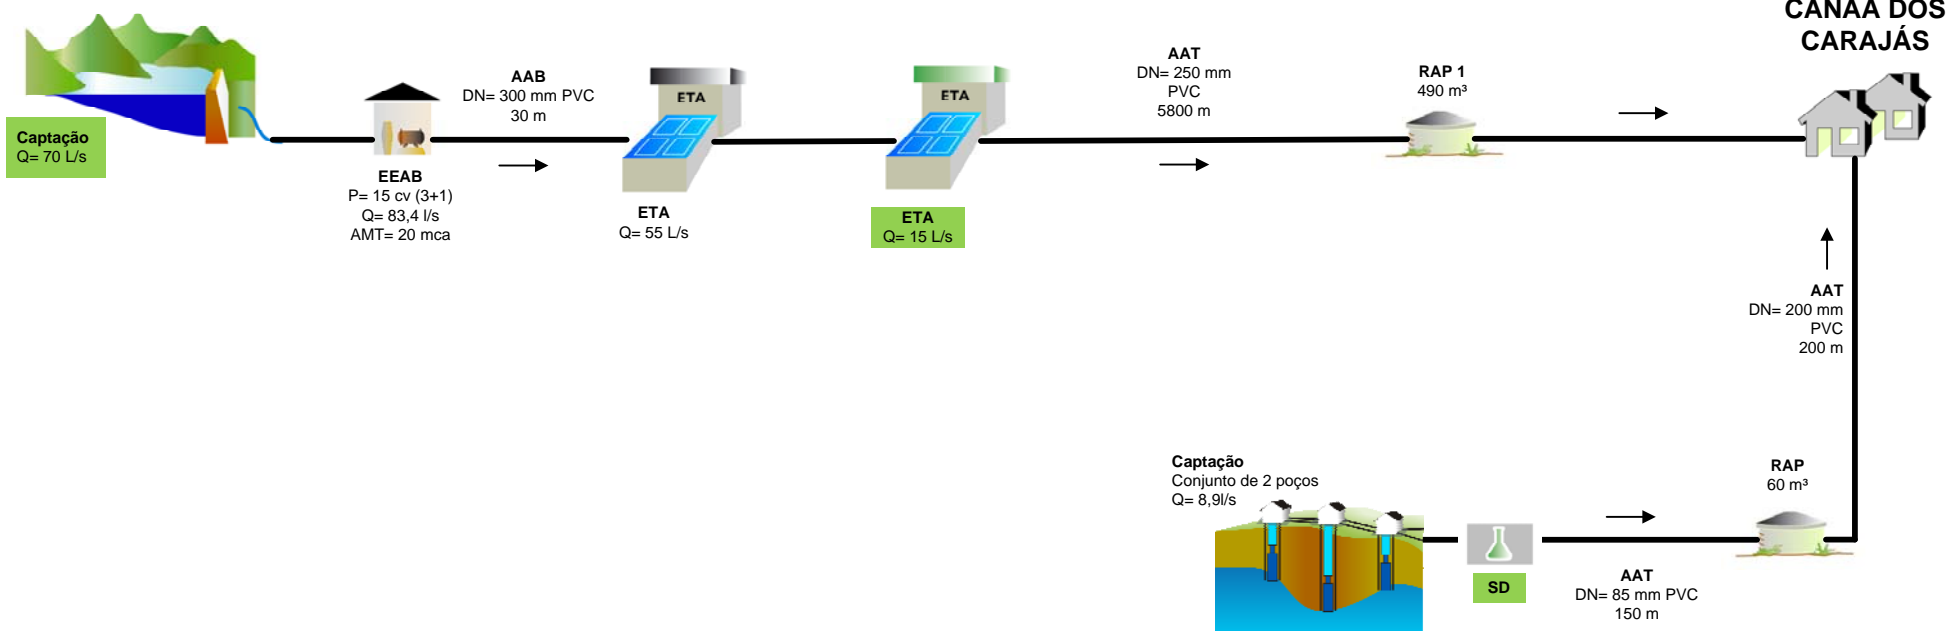 CANAÃ DOS
CARAJÁS
Captação
Q= 70 L/s
EEAB
P= 15 cv (3+1)
Q= 83,4 l/s
AMT= 20 mca
AAB
DN= 300 mm PVC
30 m
ETA
ETA
Q= 55 L/s
ETA
ETA
Q= 15 L/s
AAT
DN= 250 mm
PVC
5800 m
RAP 1
490 m³
AAT
DN= 200 mm
PVC
200 m
Captação
Conjunto de 2 poços
Q= 8,9l/s
SD
AAT
DN= 85 mm PVC
150 m
RAP
60 m³